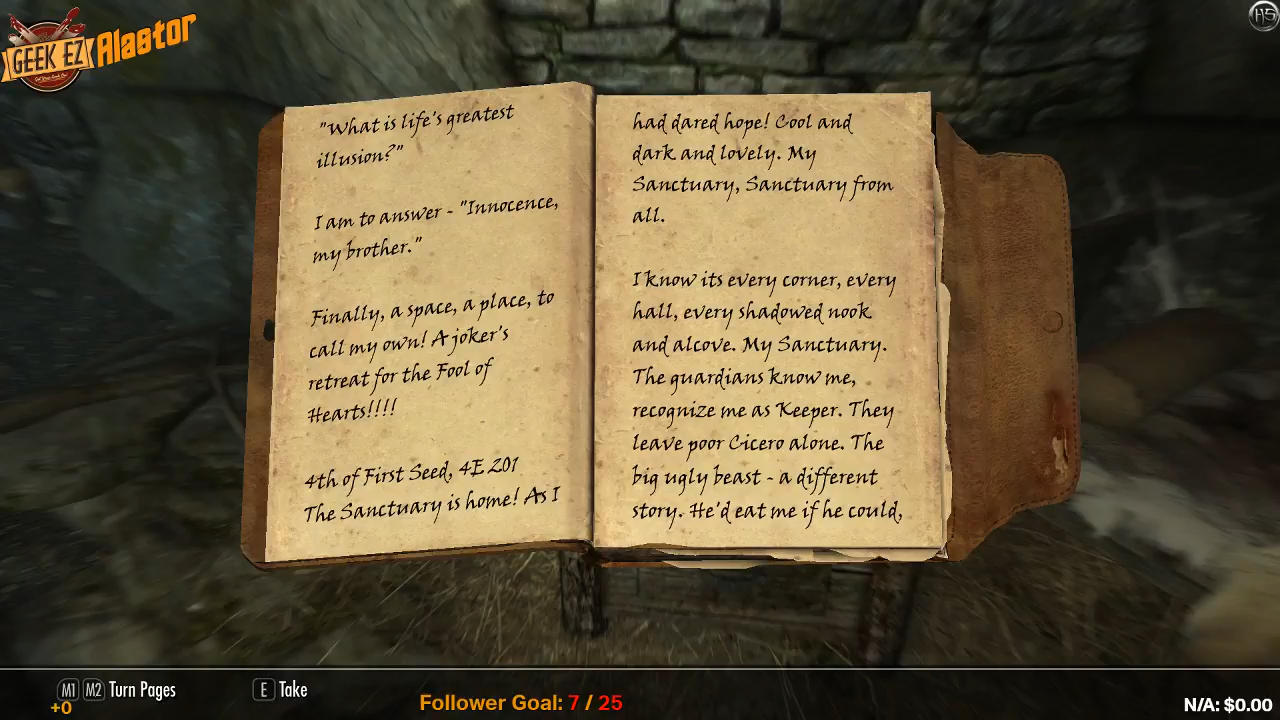 GEEK EZ
Alastor
HS
"What is life's greatest
illusion?"
I am to answer - "Innocence,
my brother."
Finally, a space, a place, to
call my own! A joker's
retreat for the Fool of
Hearts!!!!
4th of First Seed, 4E 201
The Sanctuary is home! As I
had dared hope! Cool and
dark and lovely. My
Sanctuary, Sanctuary from
all.
I know its every corner, every
hall, every shadowed nook
and alcove. My Sanctuary.
The guardians know me,
recognize me as Keeper. They
leave poor Cicero alone. The
big ugly beast - a different
story. He'd eat me if he could,
M1 M2 Turn Pages
E Take
+0
Follower Goal: 7 / 25
N/A: $0.00